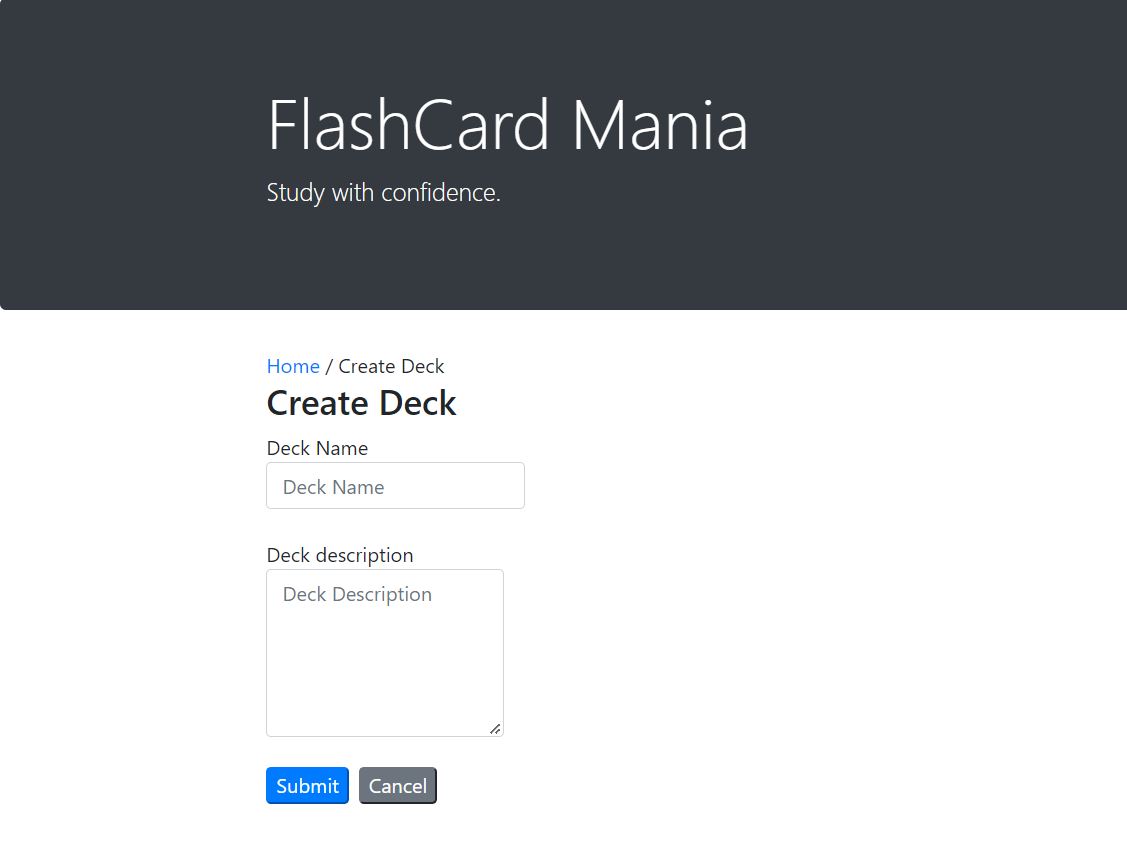 FlashCard Mania
Study with confidence.
Home / Create Deck
Create Deck
Deck Name
Deck Name
Deck description
Deck Description
Submit Cancel